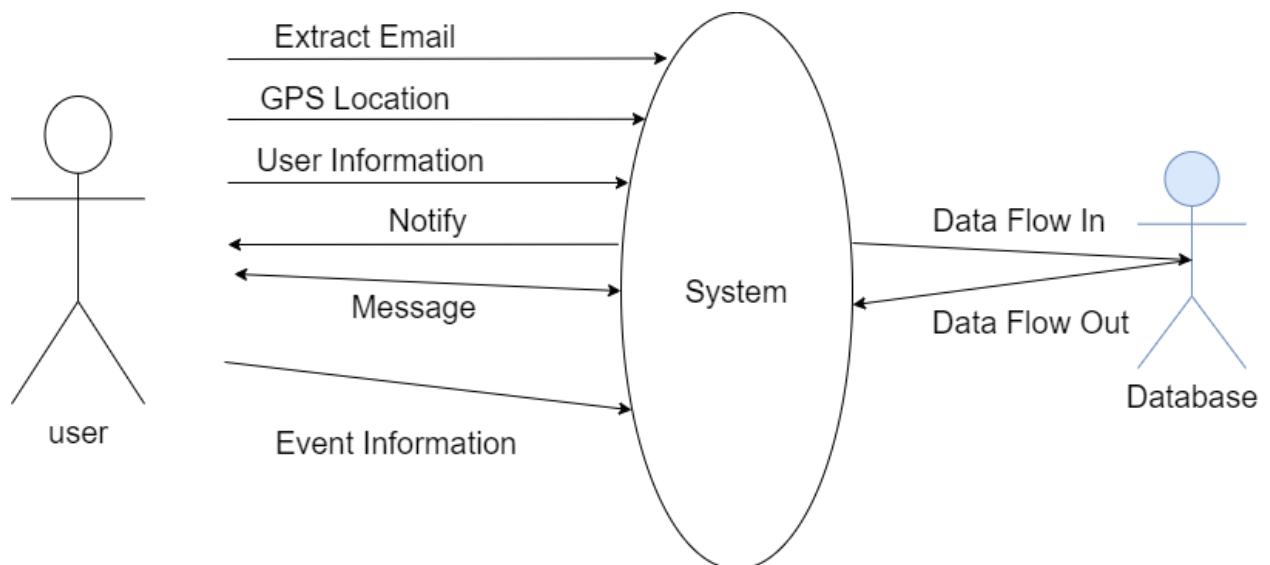 Extract Email
GPS Location
User Information
Notify
Message
Event Information
user
System
Data Flow In
Data Flow Out
Database